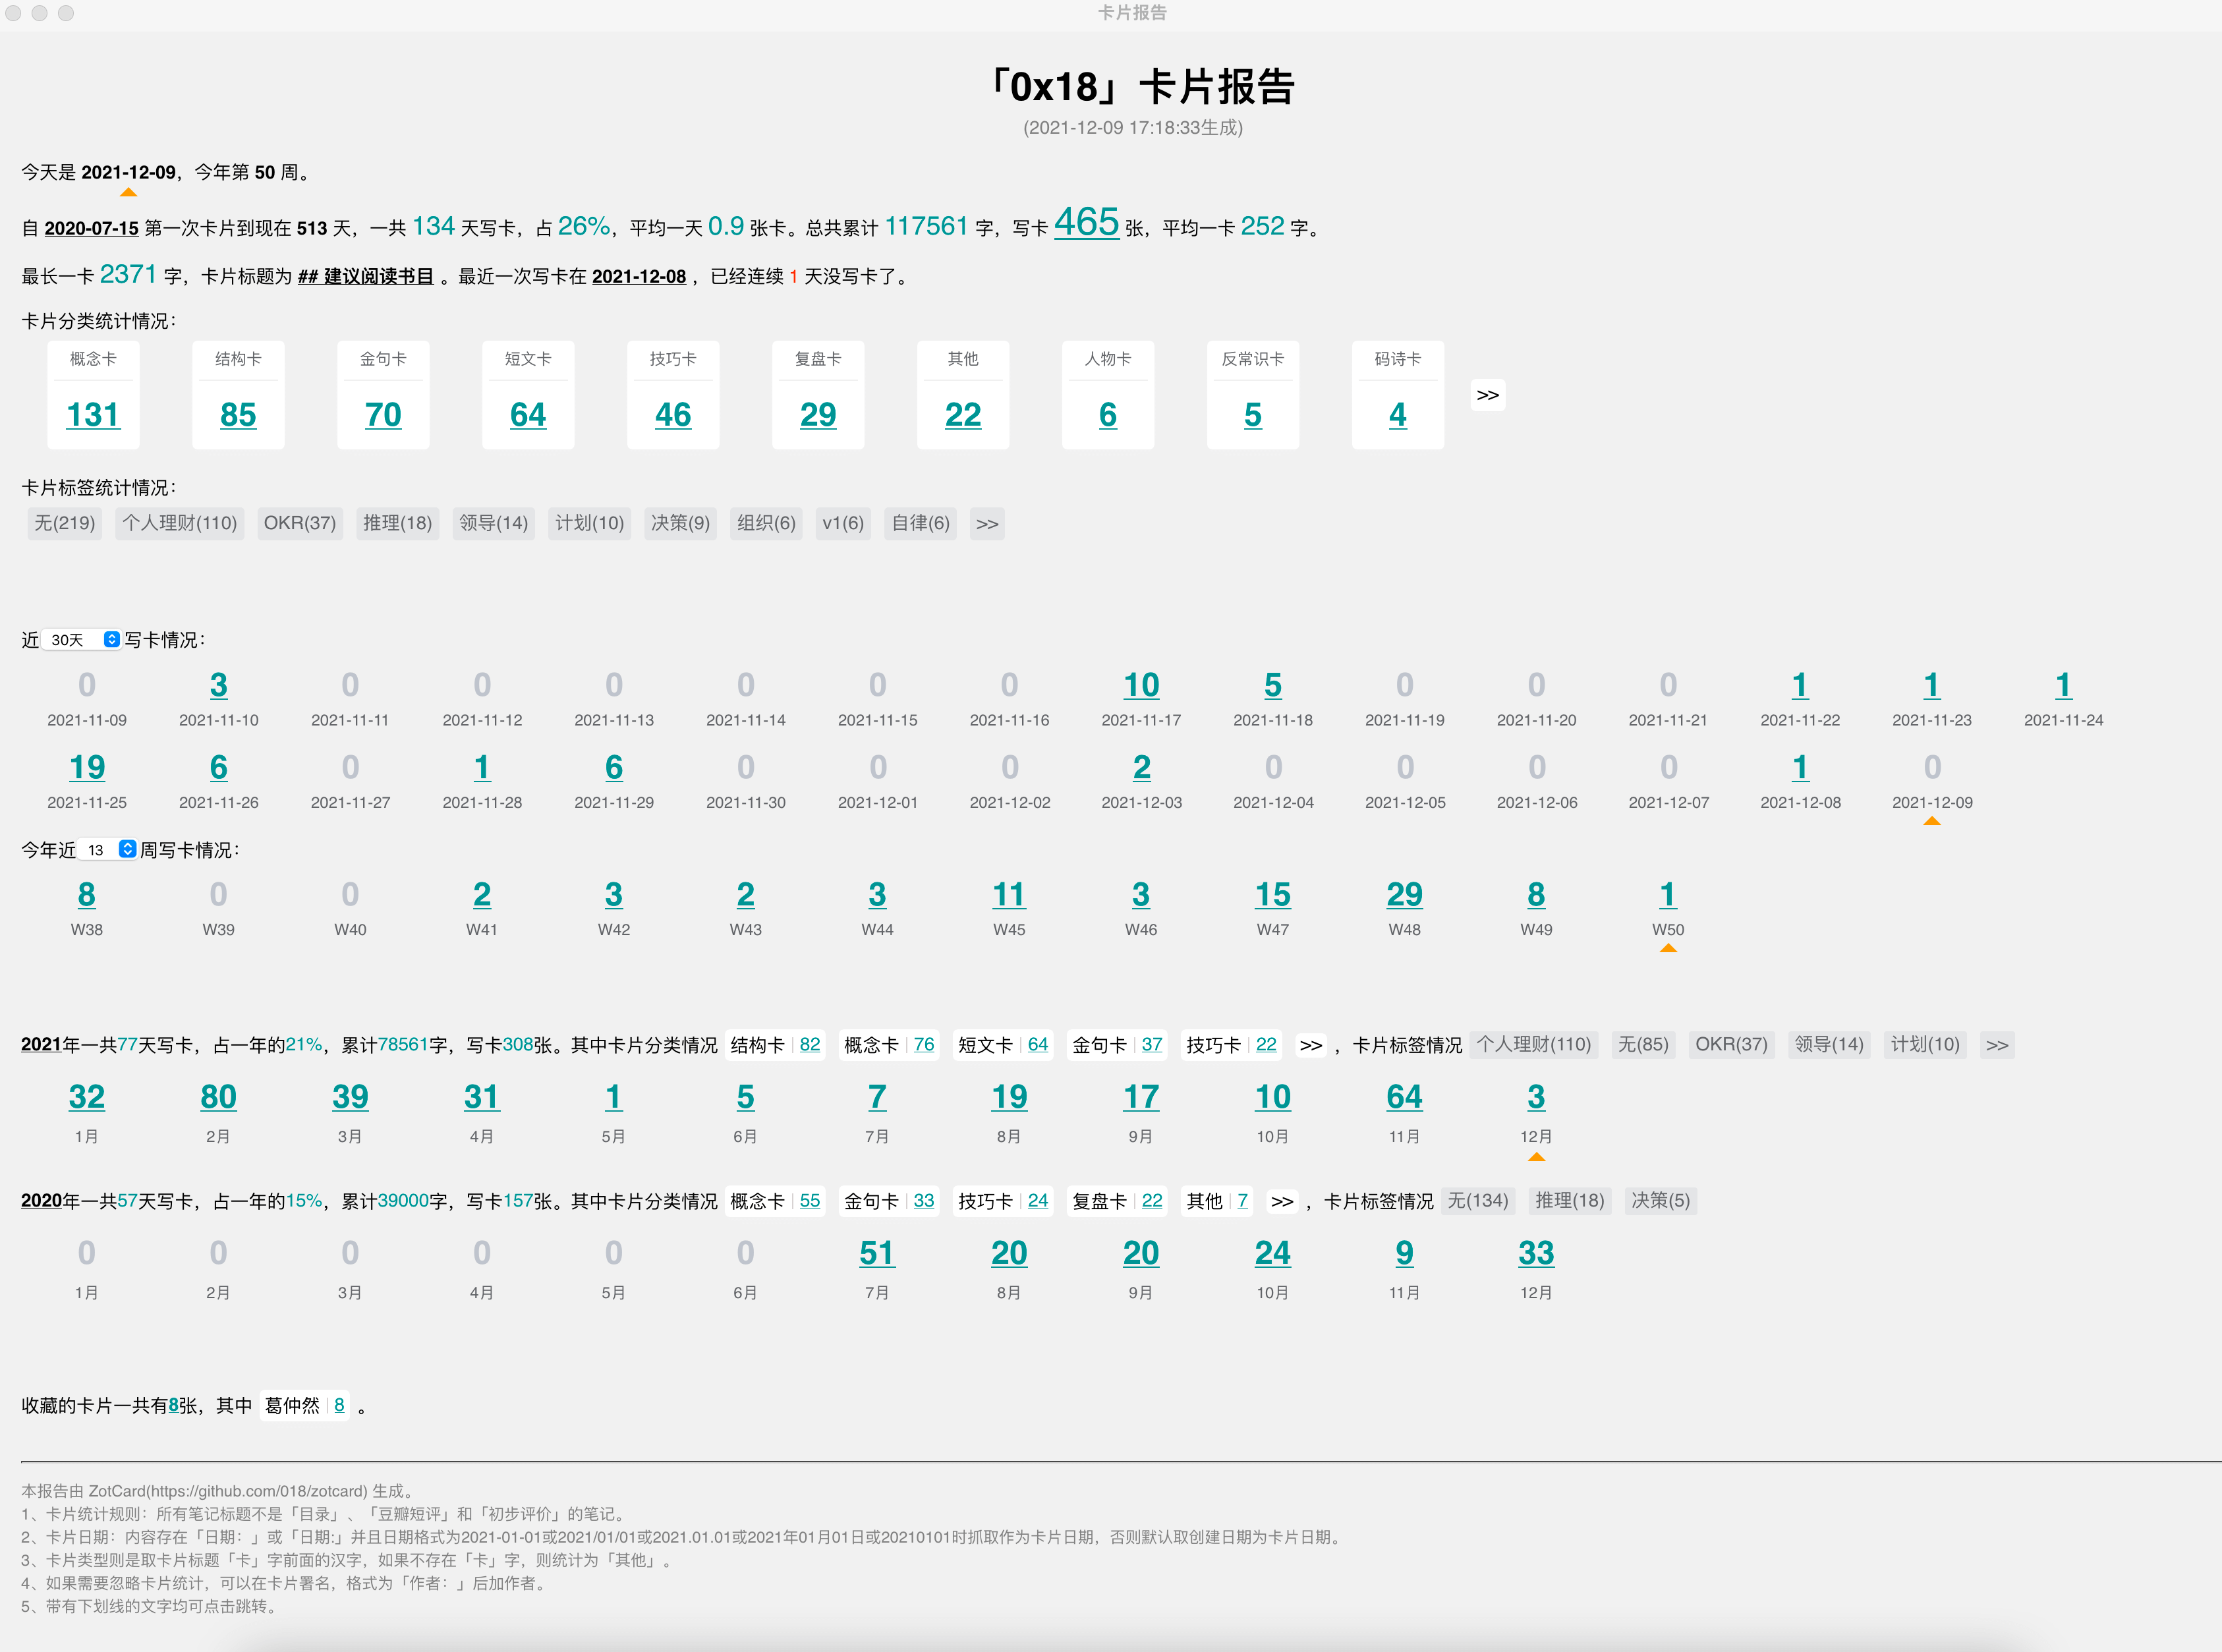 卡片报告
「0x18」卡片报告
(2021-12-09 17:18:33生成)
今天是 2021-12-09，今年第 50 周。
自 2020-07-15 第一次卡片到现在 513 天，一共 134 天写卡，占 26%，平均一天 0.9 张卡。总共累计 117561 字，写卡 465 张，平均一卡 252 字。
最长一卡 2371 字，卡片标题为 ## 建议阅读书目 。最近一次写卡在 2021-12-08 ，已经连续 1 天没写卡了。
卡片分类统计情况：
概念卡 结构卡 金句卡 短文卡 技巧卡 复盘卡 其他 人物卡 反常识卡 码诗卡
131 85 70 64 46 29 22 6 5 4 >>
卡片标签统计情况：
无(219) 个人理财(110) OKR(37) 推理(18) 领导(14) 计划(10) 决策(9) 组织(6) v1(6) 自律(6) >>
近 30天 写卡情况：
0 3 0 0 0 0 0 0 10 5 0 0 0 1 1 1
2021-11-09 2021-11-10 2021-11-11 2021-11-12 2021-11-13 2021-11-14 2021-11-15 2021-11-16 2021-11-17 2021-11-18 2021-11-19 2021-11-20 2021-11-21 2021-11-22 2021-11-23 2021-11-24
19 6 0 1 6 0 0 0 2 0 0 0 0 1 0
2021-11-25 2021-11-26 2021-11-27 2021-11-28 2021-11-29 2021-11-30 2021-12-01 2021-12-02 2021-12-03 2021-12-04 2021-12-05 2021-12-06 2021-12-07 2021-12-08 2021-12-09
今年近 13 周写卡情况：
8 0 0 2 3 2 3 11 3 15 29 8 1
W38 W39 W40 W41 W42 W43 W44 W45 W46 W47 W48 W49 W50
2021年一共77天写卡，占一年的21%，累计78561字，写卡308张。其中卡片分类情况 结构卡 82 概念卡 76 短文卡 64 金句卡 37 技巧卡 22 >> ，卡片标签情况 个人理财(110) 无(85) OKR(37) 领导(14) 计划(10) >>
32 80 39 31 1 5 7 19 17 10 64 3
1月 2月 3月 4月 5月 6月 7月 8月 9月 10月 11月 12月
2020年一共57天写卡，占一年的15%，累计39000字，写卡157张。其中卡片分类情况 概念卡 55 金句卡 33 技巧卡 24 复盘卡 22 其他 7 >> ，卡片标签情况 无(134) 推理(18) 决策(5)
0 0 0 0 0 0 51 20 20 24 9 33
1月 2月 3月 4月 5月 6月 7月 8月 9月 10月 11月 12月
收藏的卡片一共有8张，其中 葛仲然 8 。
本报告由 ZotCard(https://github.com/018/zotcard) 生成。
1、卡片统计规则：所有笔记标题不是「目录」、「豆瓣短评」和「初步评价」的笔记。
2、卡片日期：内容存在「日期：」或「日期:」并且日期格式为2021-01-01或2021/01/01或2021.01.01或2021年01月01日或20210101时抓取作为卡片日期，否则默认取创建日期为卡片日期。
3、卡片类型则是取卡片标题「卡」字前面的汉字，如果不存在「卡」字，则统计为「其他」。
4、如果需要忽略卡片统计，可以在卡片署名，格式为「作者：」后加作者。
5、带有下划线的文字均可点击跳转。